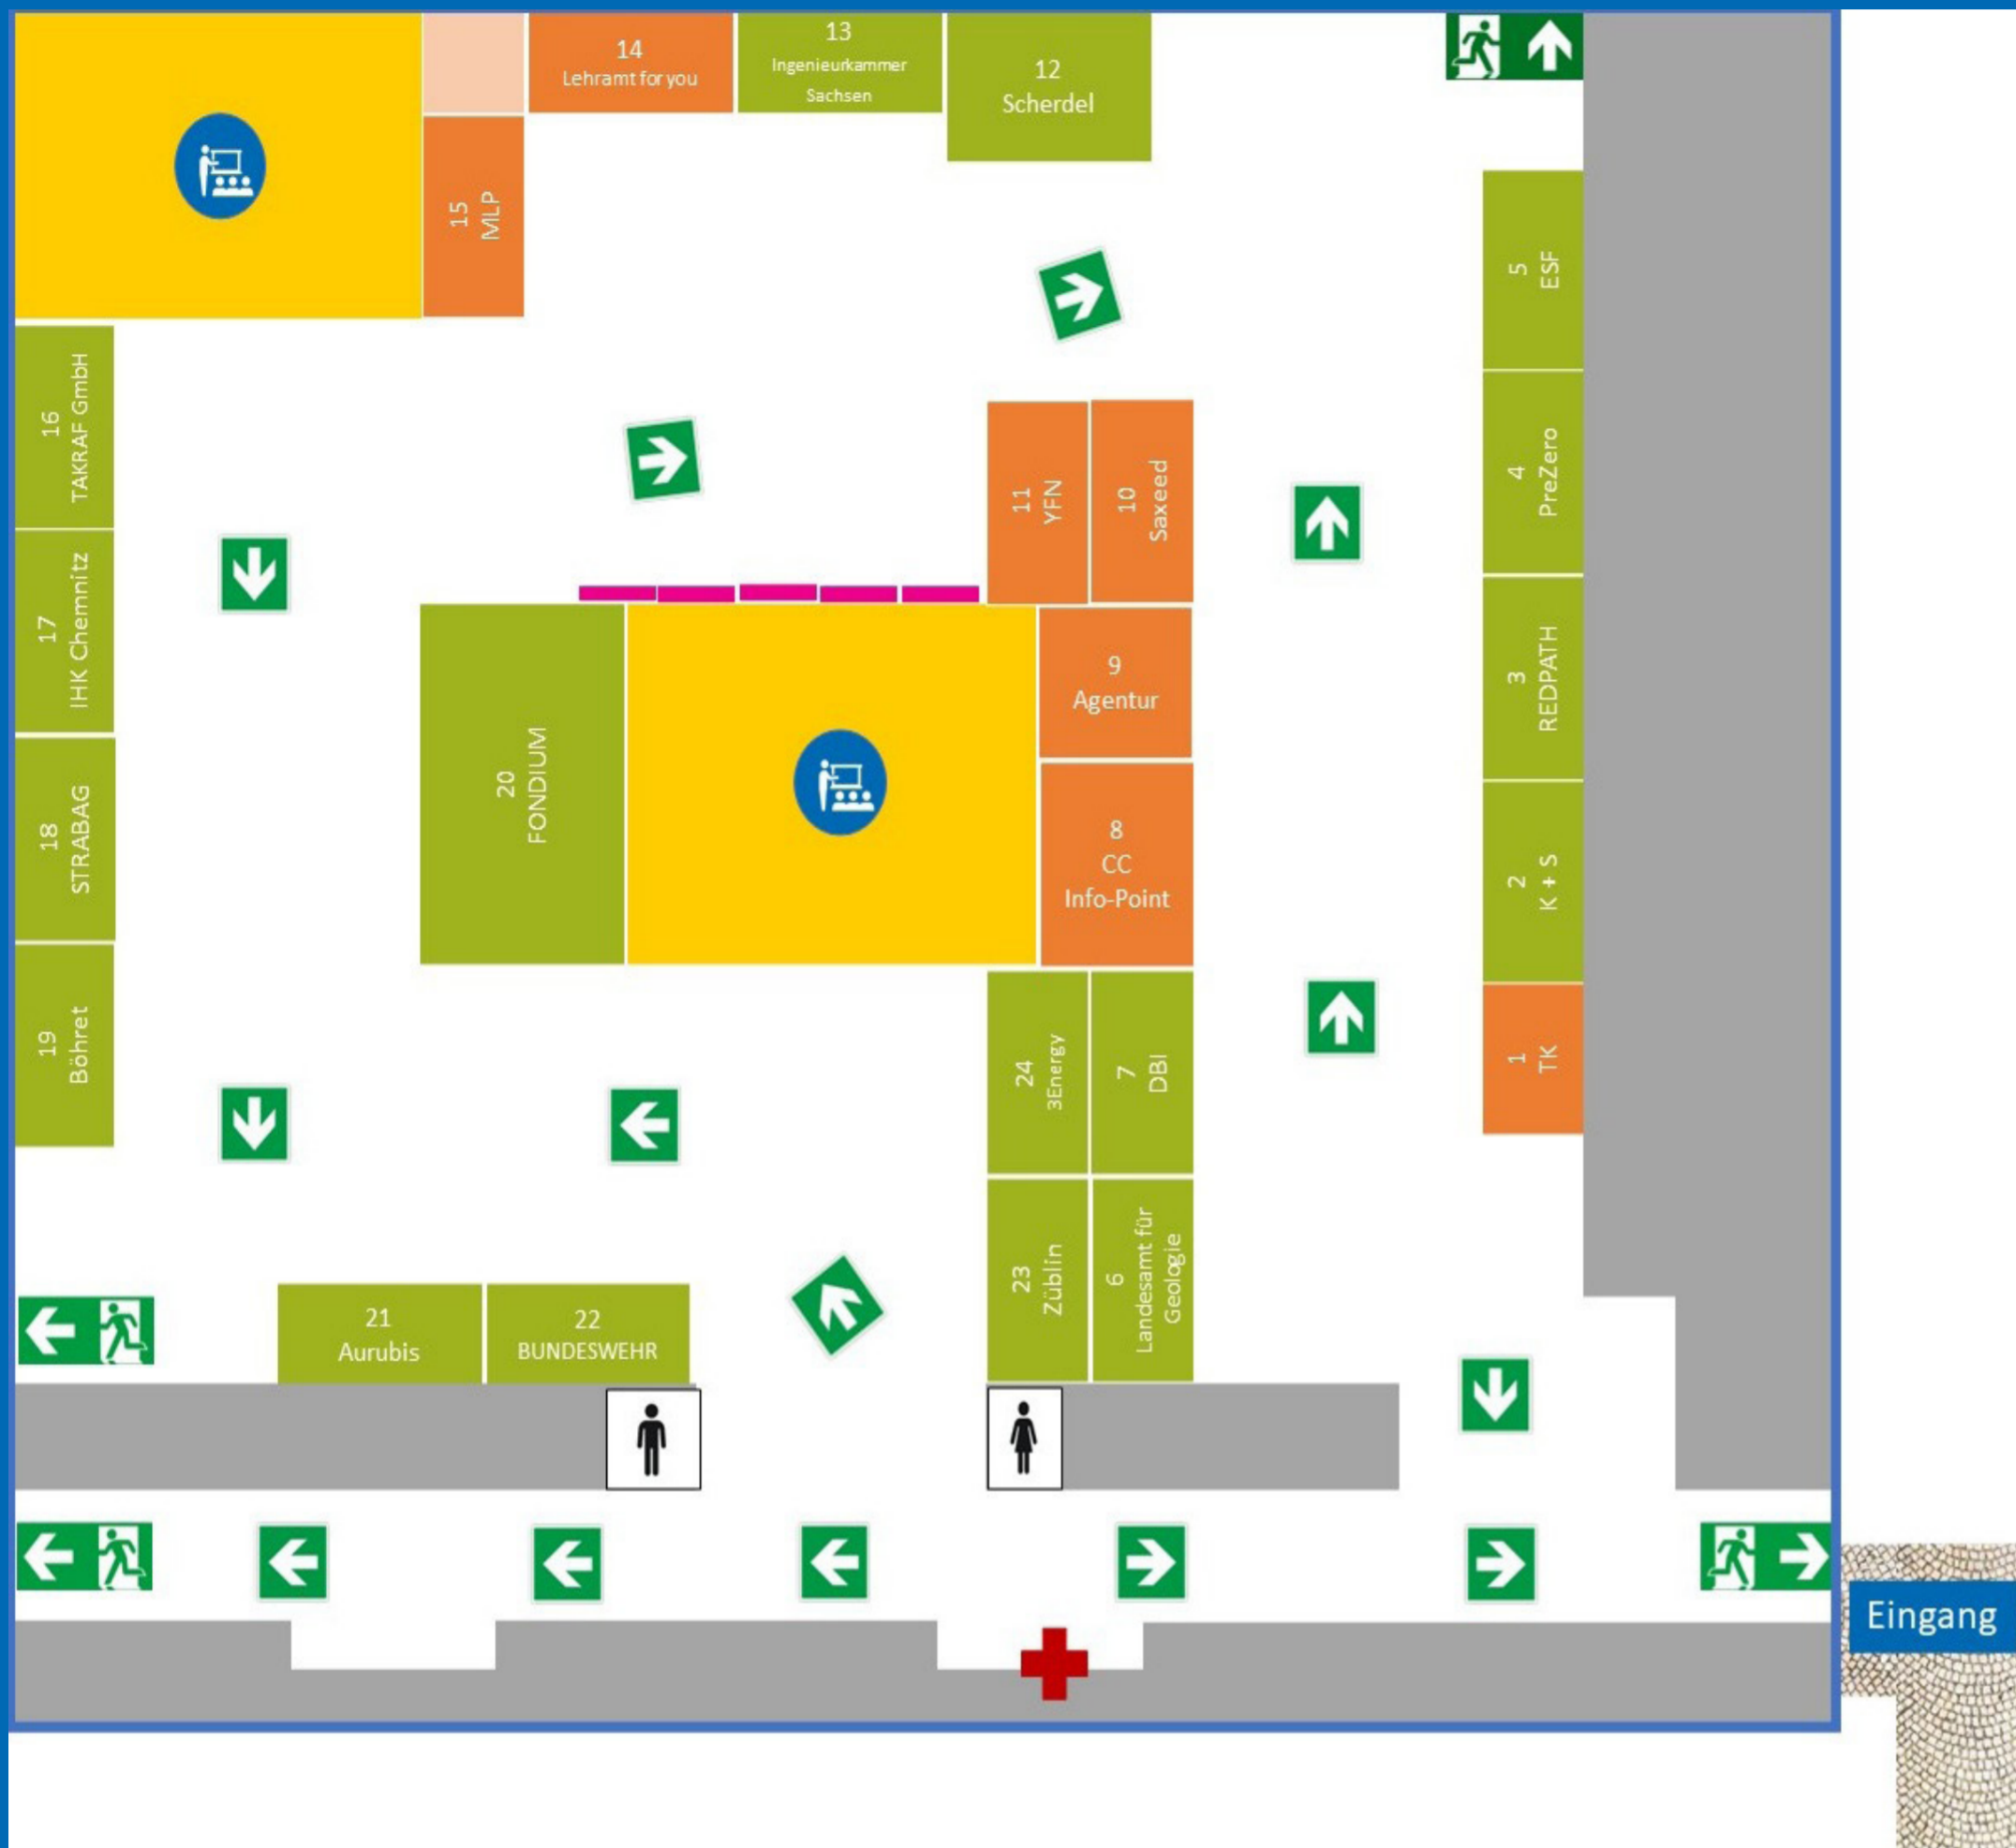 14
Lehramt for you
13
Ingenieurkammer
Sachsen
12
Scherdel
15
MLP
5
ESF
16
TAKRAF GmbH
11
YFN
10
Saxeed
4
PreZero
17
IHK Chemnitz
9
Agentur
3
REDPATH
20
FONDIUM
18
STRABAG
8
CC
Info-Point
2
K + S
19
Böhret
24
3Energy
7
DBI
1
TK
23
Züblin
6
Landesamt für
Geologie
21
Aurubis
22
BUNDESWEHR
Eingang